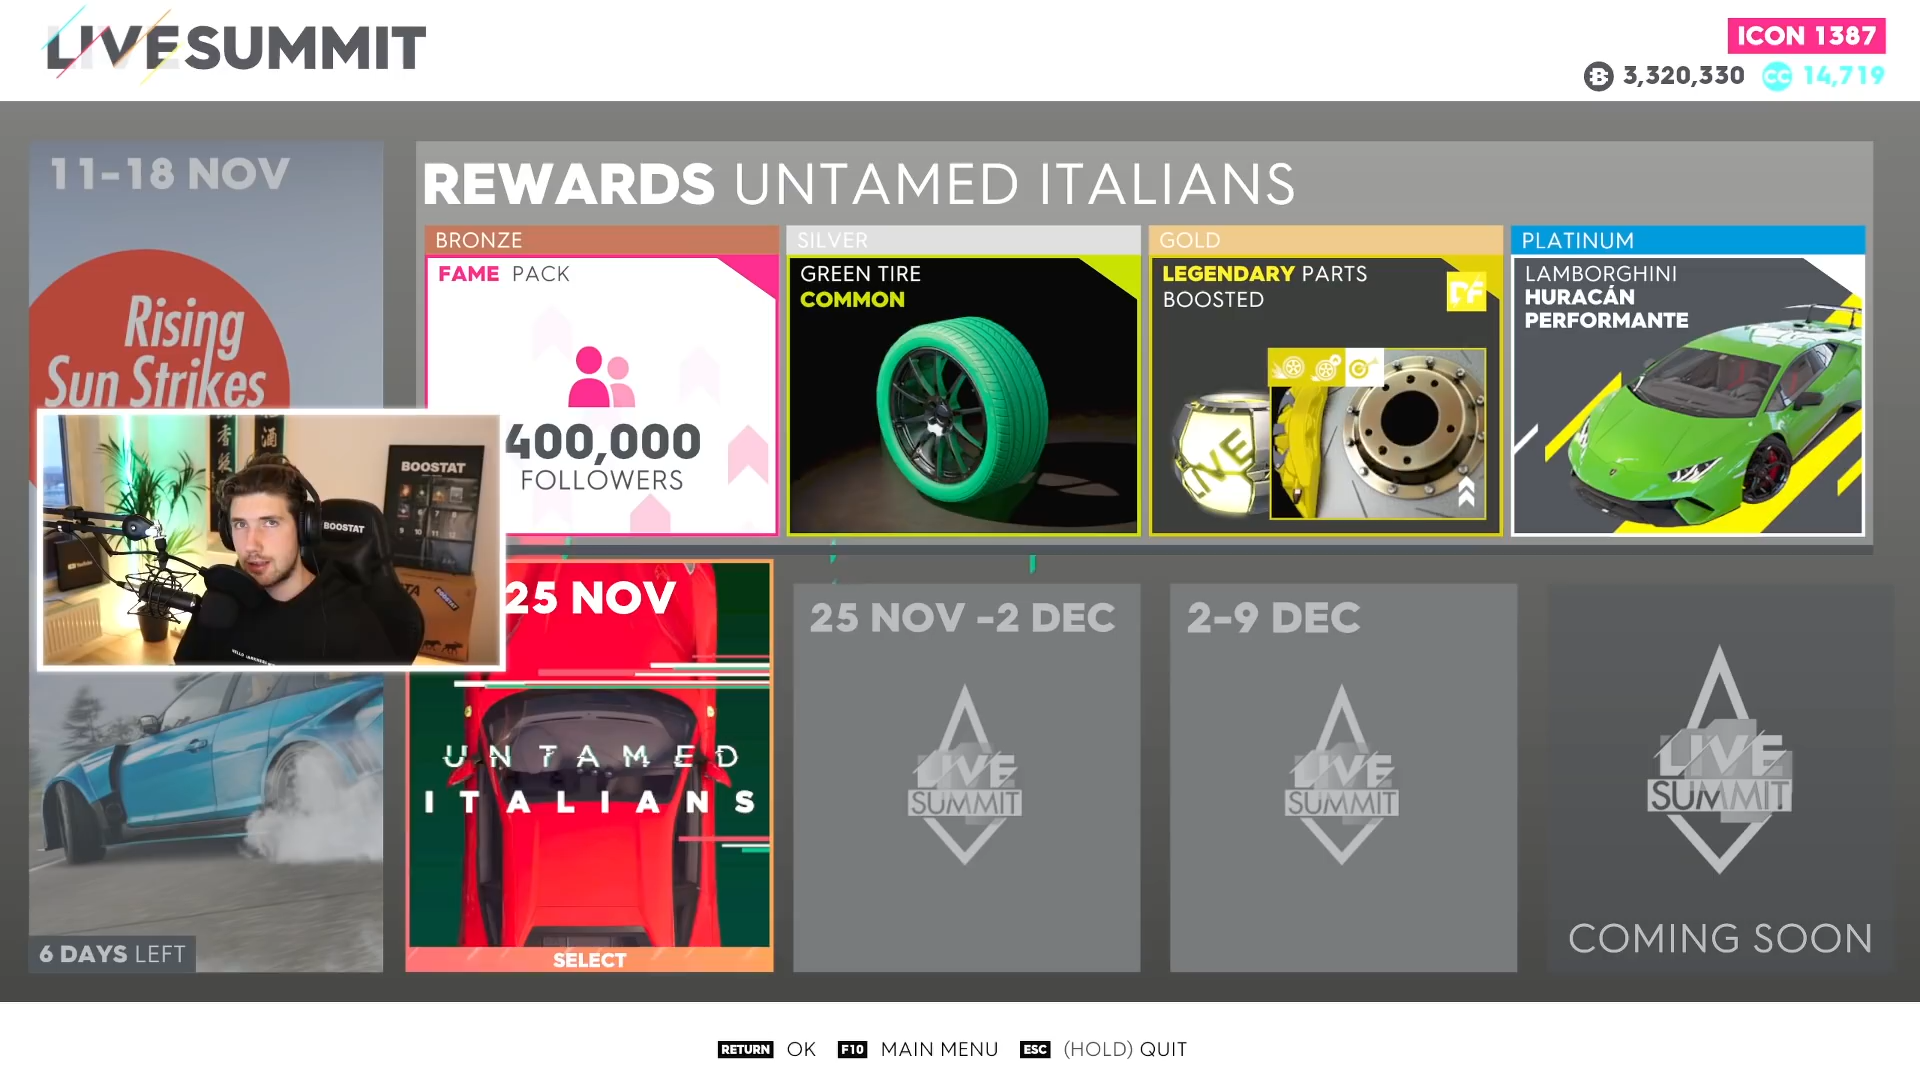 LIVESUMMIT
ICON 1387
3,320,330 CC 14,719
11-18 NOV
Rising
Sun Strikes
6 DAYS LEFT
REWARDS UNTAMED ITALIANS
BRONZE
FAME PACK
400,000
FOLLOWERS
SILVER
GREEN TIRE
COMMON
GOLD
LEGENDARY PARTS
BOOSTED
LIVE
PLATINUM
LAMBORGHINI
HURACÁN
PERFORMANTE
BOOSTAT
BOOSTAT
25 NOV
UNTAMED
ITALIANS
SELECT
25 NOV -2 DEC
LIVE
SUMMIT
2-9 DEC
LIVE
SUMMIT
LIVE
SUMMIT
COMING SOON
RETURN OK F10 MAIN MENU ESC (HOLD) QUIT